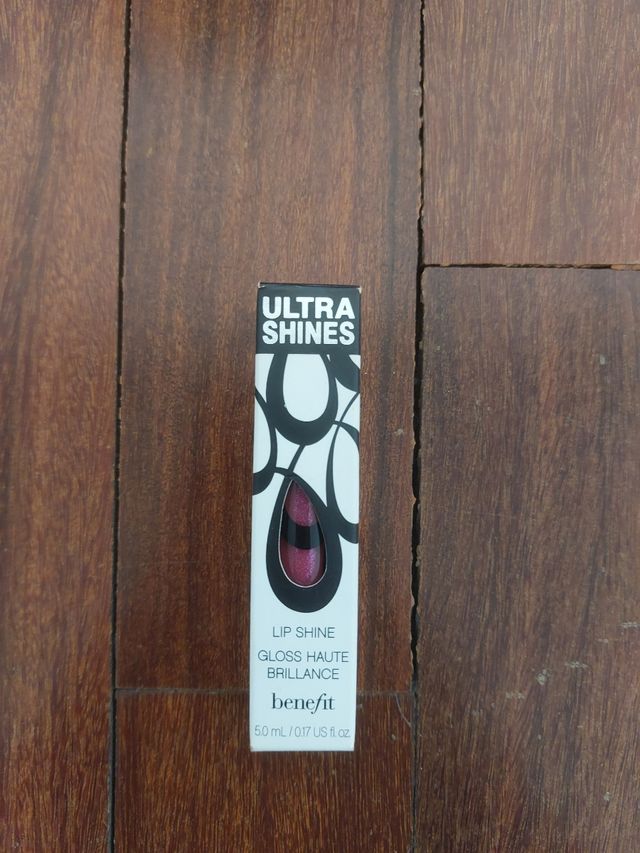 ULTRA
SHINES
LIP SHINE
GLOSS HAUTE
BRILLANCE
benefit
5.0 mL / 0.17 US fl. oz.